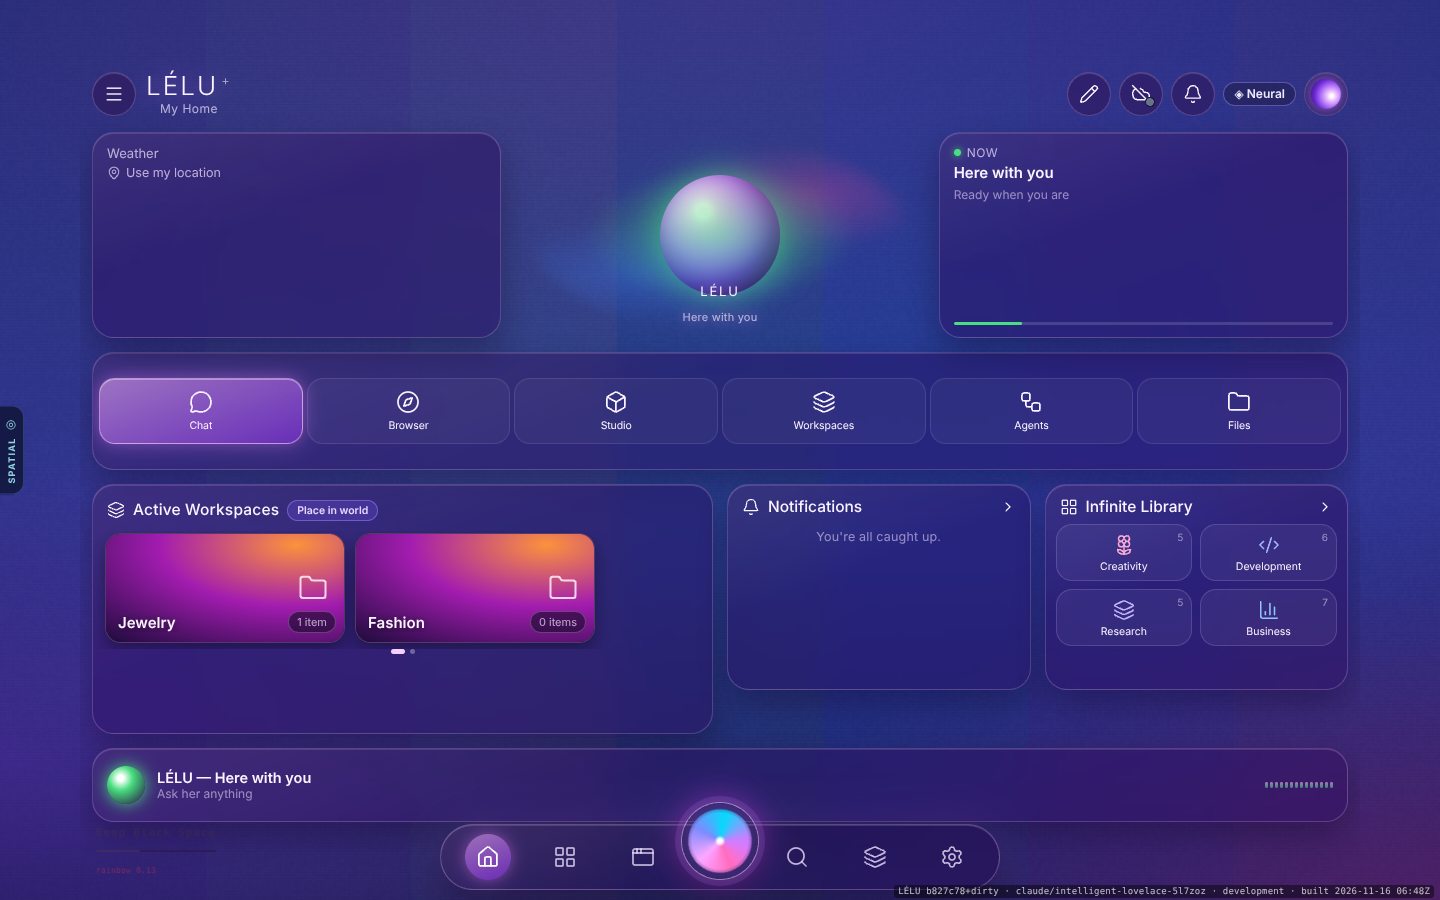 LÉLU +
My Home
◈ Neural
Weather
Use my location
LÉLU
Here with you
NOW
Here with you
Ready when you are
SPATIAL
Chat
Browser
Studio
Workspaces
Agents
Files
Active Workspaces
Place in world
Jewelry
1 item
Fashion
0 items
Notifications
You're all caught up.
Infinite Library
5
Creativity
6
Development
5
Research
7
Business
LÉLU — Here with you
Ask her anything
rainbow 0.11
LÉLU b827c78+dirty · claude/intelligent-lovelace-5l7zoz · development · built 2026-11-16 06:48Z